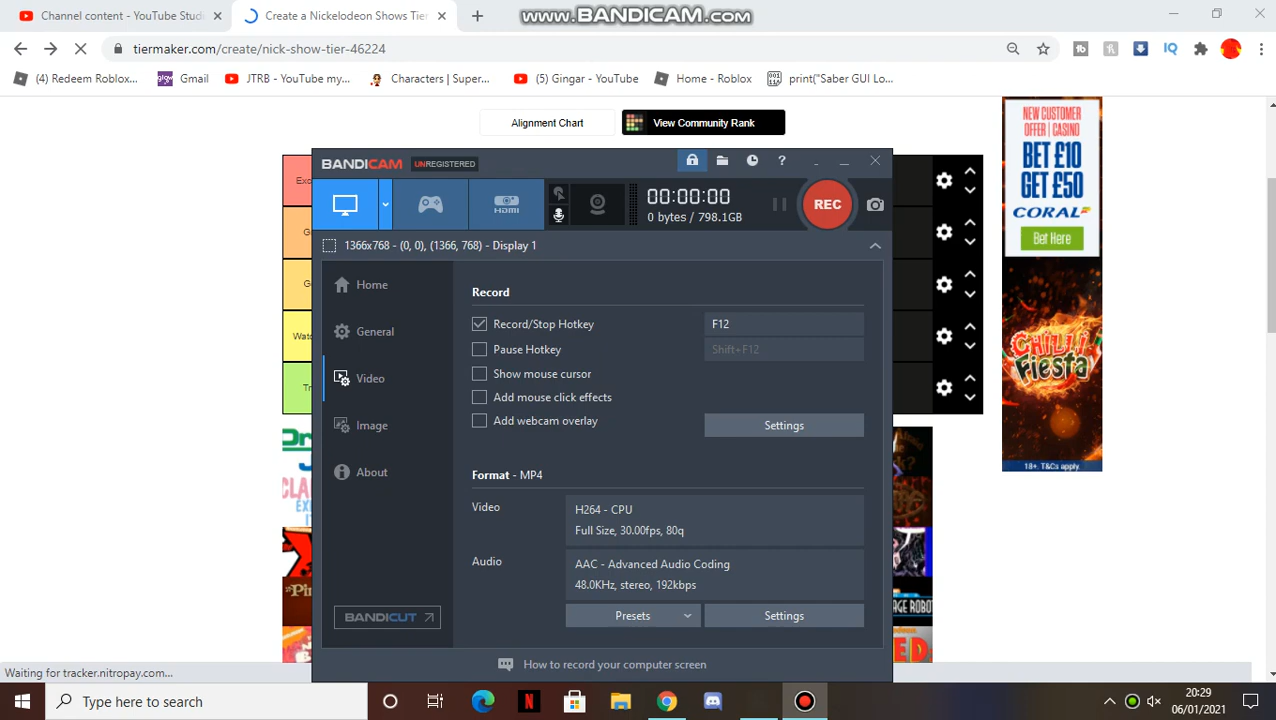 Channel content - YouTube Studi
Create a Nickelodeon Shows Tier
www.BANDICAM.com
tiermaker.com/create/nick-show-tier-46224
(4) Redeem Roblox...
Gmail
JTRB - YouTube my...
Characters | Super...
(5) Gingar - YouTube
Home - Roblox
print("Saber GUI Lo...
Alignment Chart
View Community Rank
NEW CUSTOMER
OFFER | CASINO
BET £10
GET £50
CORAL
Bet Here
CHILLI
Fiesta
18+. T&Cs apply.
BANDICAM UNREGISTERED
HDMI
00:00:00
0 bytes / 798.1GB
REC
1366x768 - (0, 0), (1366, 768) - Display 1
Home
General
Video
Image
About
BANDICUT
Record
Record/Stop Hotkey
F12
Pause Hotkey
Shift+F12
Show mouse cursor
Add mouse click effects
Add webcam overlay
Settings
Format - MP4
Video
H264 - CPU
Full Size, 30.00fps, 80q
Audio
AAC - Advanced Audio Coding
48.0KHz, stereo, 192kbps
Presets
Settings
How to record your computer screen
Waiting for tracker.nitropay.com...
Type here to search
20:29
06/01/2021